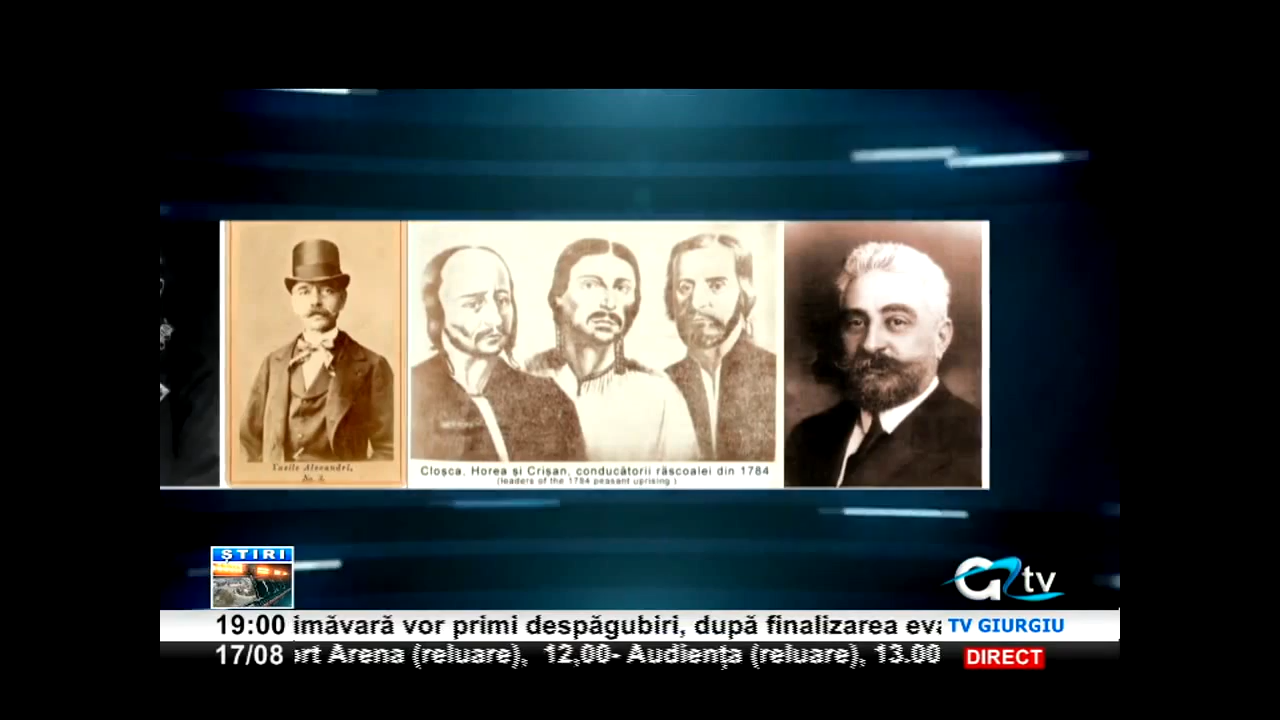 Vasile Alexandri,
No. 3.
Cloșca, Horea și Crișan, conducătorii răscoalei din 1784
(leaders of the 1784 peasant uprising )
ȘTIRI
G tv
19:00 imăvară vor primi despăgubiri, după finalizarea eva TV GIURGIU
17/08 rt Arena (reluare), 12,00- Audiența (reluare), 13.00 DIRECT